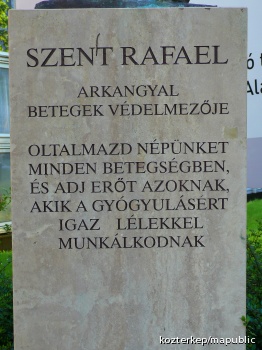 SZENT RAFAEL
ARKANGYAL
BETEGEK VÉDELMEZŐJE
OLTALMAZD NÉPÜNKET
MINDEN BETEGSÉGBEN,
ÉS ADJ ERŐT AZOKNAK,
AKIK A GYÓGYULÁSÉRT
IGAZ LÉLEKKEL
MUNKÁLKODNAK
kozterkep/mapublic